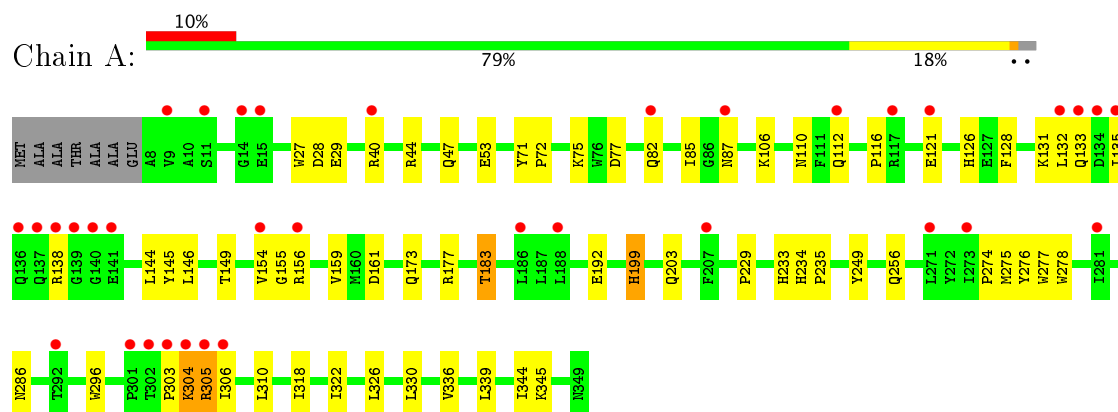 10%
Chain A:
79% 18% • •
MET ALA ALA THR ALA ALA GLU A8 V9 A10 S11 G14 E15 W27 D28 E29 R40 R44 Q47 E53 Y71 P72 K75 W76 D77 Q82 I85 G86 N87 K106 N110 F111 Q112 P116 R117 E121 H126 E127 F128 K131 L132 Q133 D134 I135
Q136 Q137 R138 G139 G140 E141 L144 Y145 L146 T149 V154 G155 R156 V159 M160 D161 Q173 R177 T183 L186 L187 L188 E192 H199 Q203 F207 P229 H233 H234 P235 Y249 Q256 L271 Y272 I273 P274 M275 Y276 W277 W278 I281
N286 T292 W296 P301 T302 P303 K304 R305 I306 L310 I318 I322 L326 L330 V336 L339 I344 K345 N349